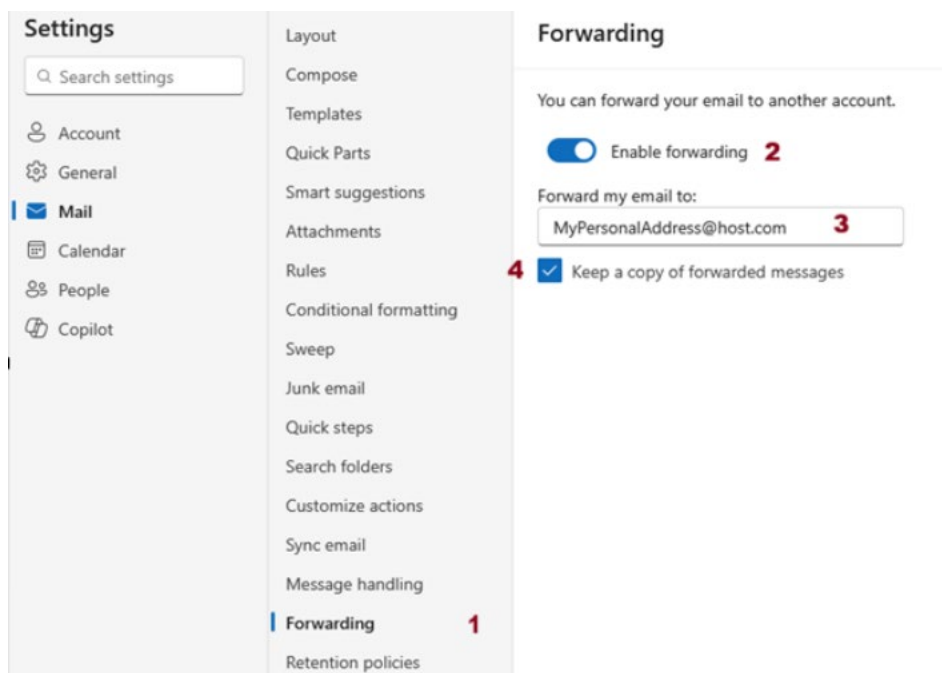 Settings
Search settings
Account
General
Mail
Calendar
People
Copilot
Layout
Compose
Templates
Quick Parts
Smart suggestions
Attachments
Rules
Conditional formatting
Sweep
Junk email
Quick steps
Search folders
Customize actions
Sync email
Message handling
Forwarding 1
Retention policies
Forwarding
You can forward your email to another account.
Enable forwarding 2
Forward my email to:
MyPersonalAddress@host.com 3
4 Keep a copy of forwarded messages